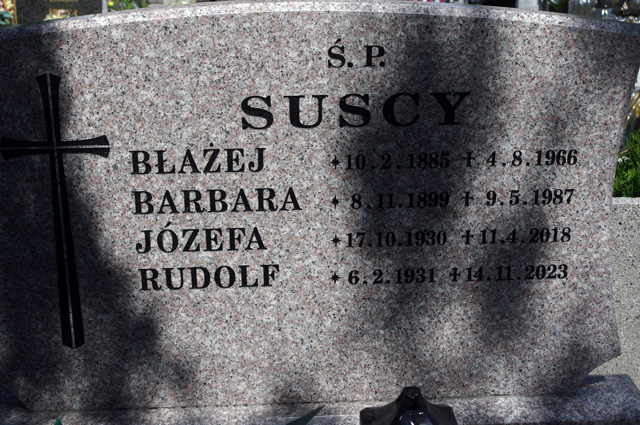 Ś. P.
SUSCY
BŁAŻEJ ✦ 10.2.1885 ✝ 4.8.1966
BARBARA ✦ 8.11.1899 ✝ 9.5.1987
JÓZEFA ✦ 17.10.1930 ✝ 11.4.2018
RUDOLF ✦ 6.2.1931 ✝ 14.11.2023